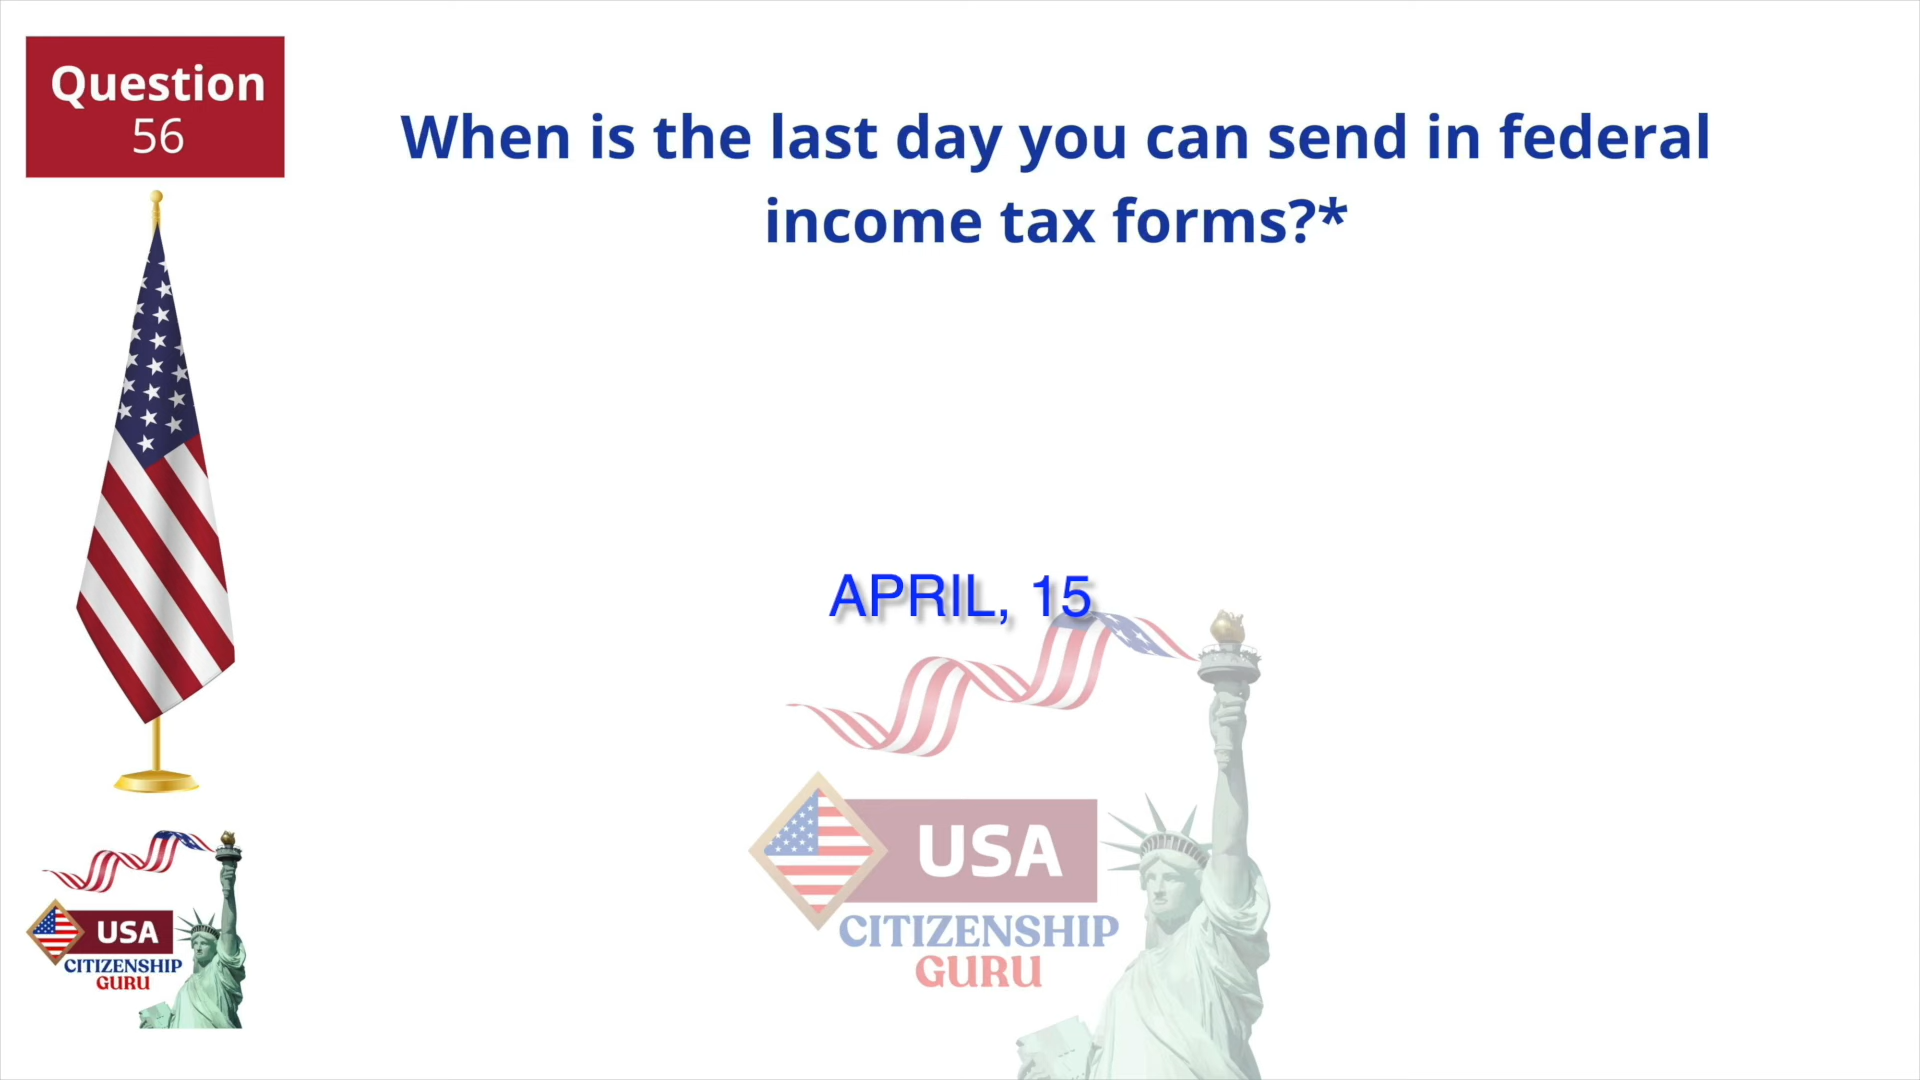 Question
56
When is the last day you can send in federal
income tax forms?*
APRIL, 15
USA
CITIZENSHIP
GURU
USA
CITIZENSHIP
GURU